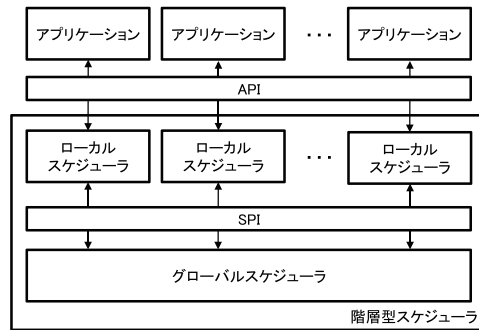 アプリケーション アプリケーション ・・・ アプリケーション
API
ローカル ローカル ローカル
スケジューラ スケジューラ ・・・ スケジューラ
SPI
グローバルスケジューラ
階層型スケジューラ